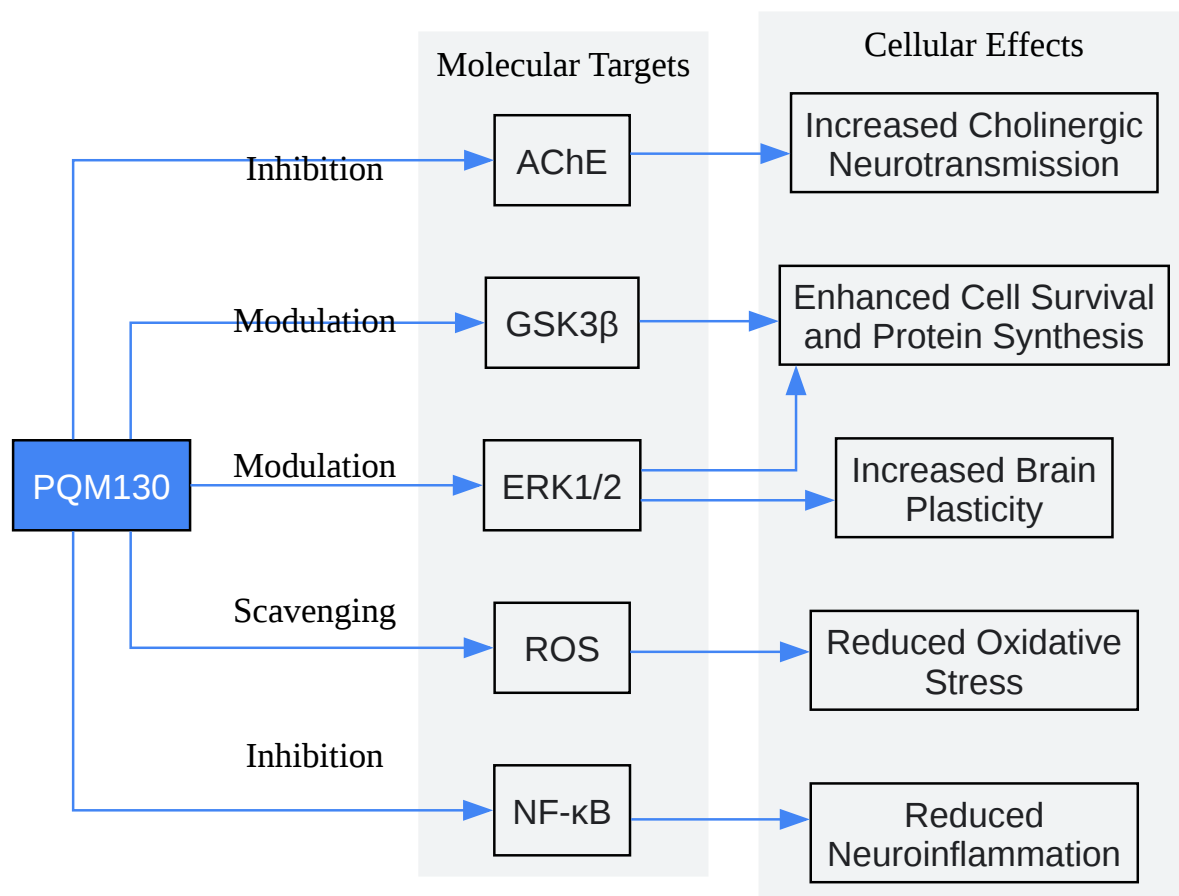 Cellular Effects
Molecular Targets
Increased Cholinergic
Neurotransmission
Inhibition
AChE
Enhanced Cell Survival
and Protein Synthesis
Modulation
GSK3β
Modulation
PQM130
ERK1/2
Increased Brain
Plasticity
Scavenging
ROS
Reduced Oxidative
Stress
Inhibition
NF-κB
Reduced
Neuroinflammation